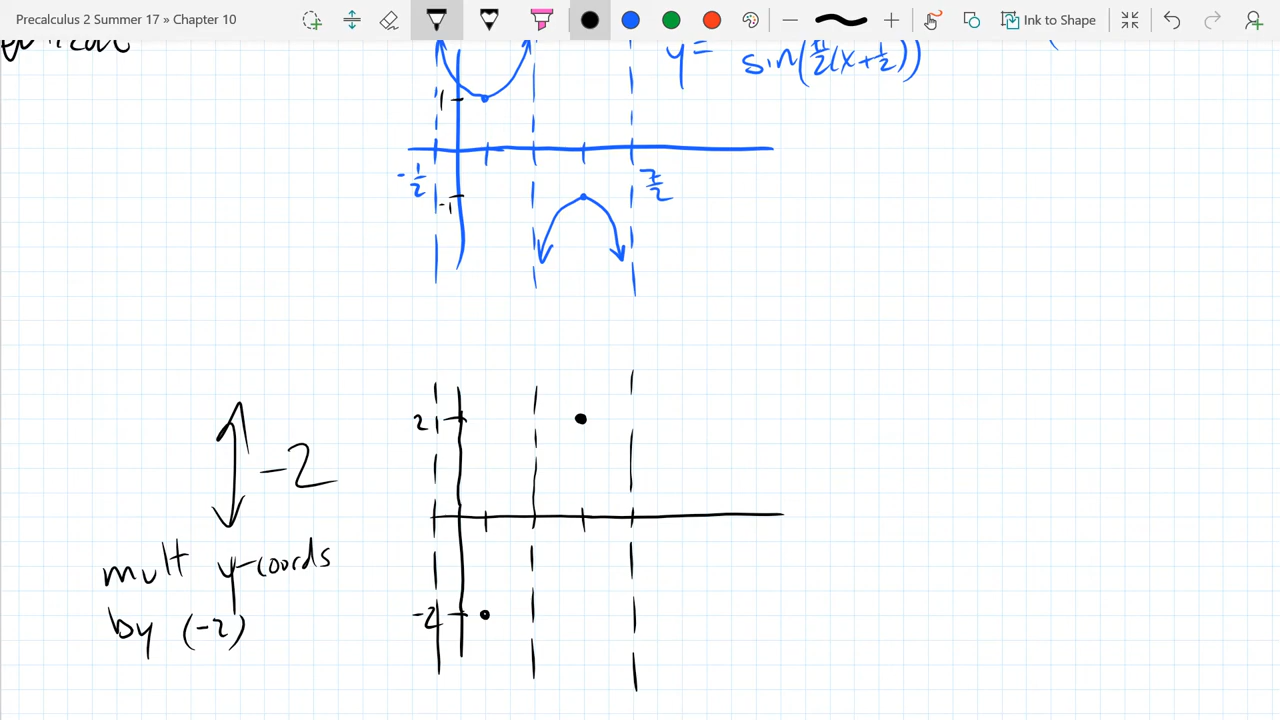 Precalculus 2 Summer 17 » Chapter 10
Ink to Shape
y = sin(π/2(x+1/2))
1
-1/2
7/2
-1
2
-2
-2
mult y-coords
by (-2)